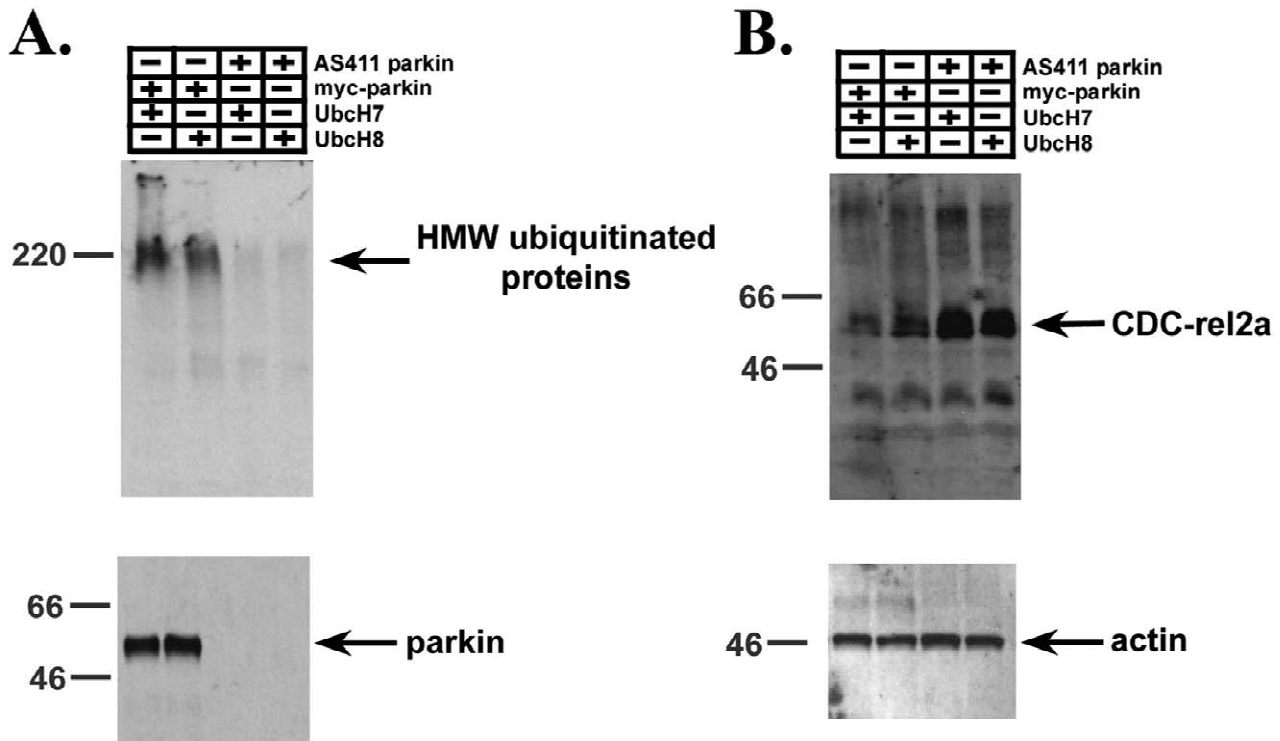 A.
− − + + AS411 parkin
+ + − − myc-parkin
+ − + − UbcH7
− + − + UbcH8
220
HMW ubiquitinated
proteins
66
parkin
46
B.
− − + + AS411 parkin
+ + − − myc-parkin
+ − + − UbcH7
− + − + UbcH8
66
CDC-rel2a
46
46
actin